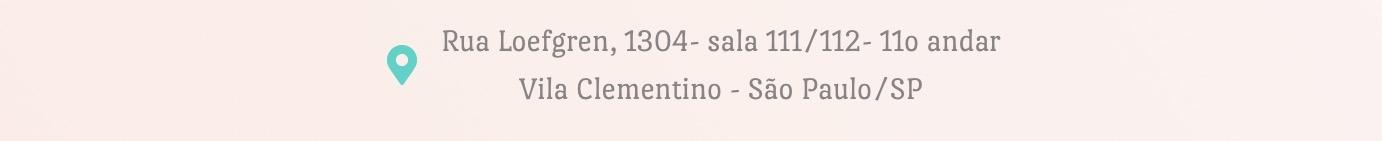 Rua Loefgren, 1304- sala 111/112- 11o andar
Vila Clementino - São Paulo/SP